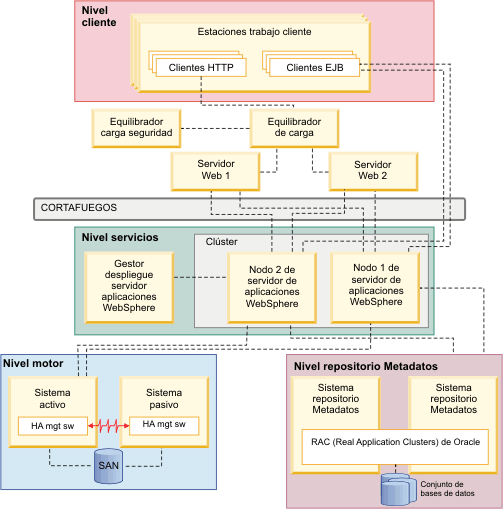 Nivel
cliente
Estaciones trabajo cliente
Clientes HTTP
Clientes EJB
Equilibrador
carga seguridad
Equilibrador
de carga
Servidor
Web 1
Servidor
Web 2
CORTAFUEGOS
Nivel servicios
Clúster
Gestor
despliegue
servidor
aplicaciones
WebSphere
Nodo 2 de
servidor de
aplicaciones
WebSphere
Nodo 1 de
servidor de
aplicaciones
WebSphere
Nivel motor
Sistema
activo
HA mgt sw
Sistema
pasivo
HA mgt sw
SAN
Nivel repositorio Metadatos
Sistema
repositorio
Metadatos
Sistema
repositorio
Metadatos
RAC (Real Application Clusters) de Oracle
Conjunto de
bases de datos